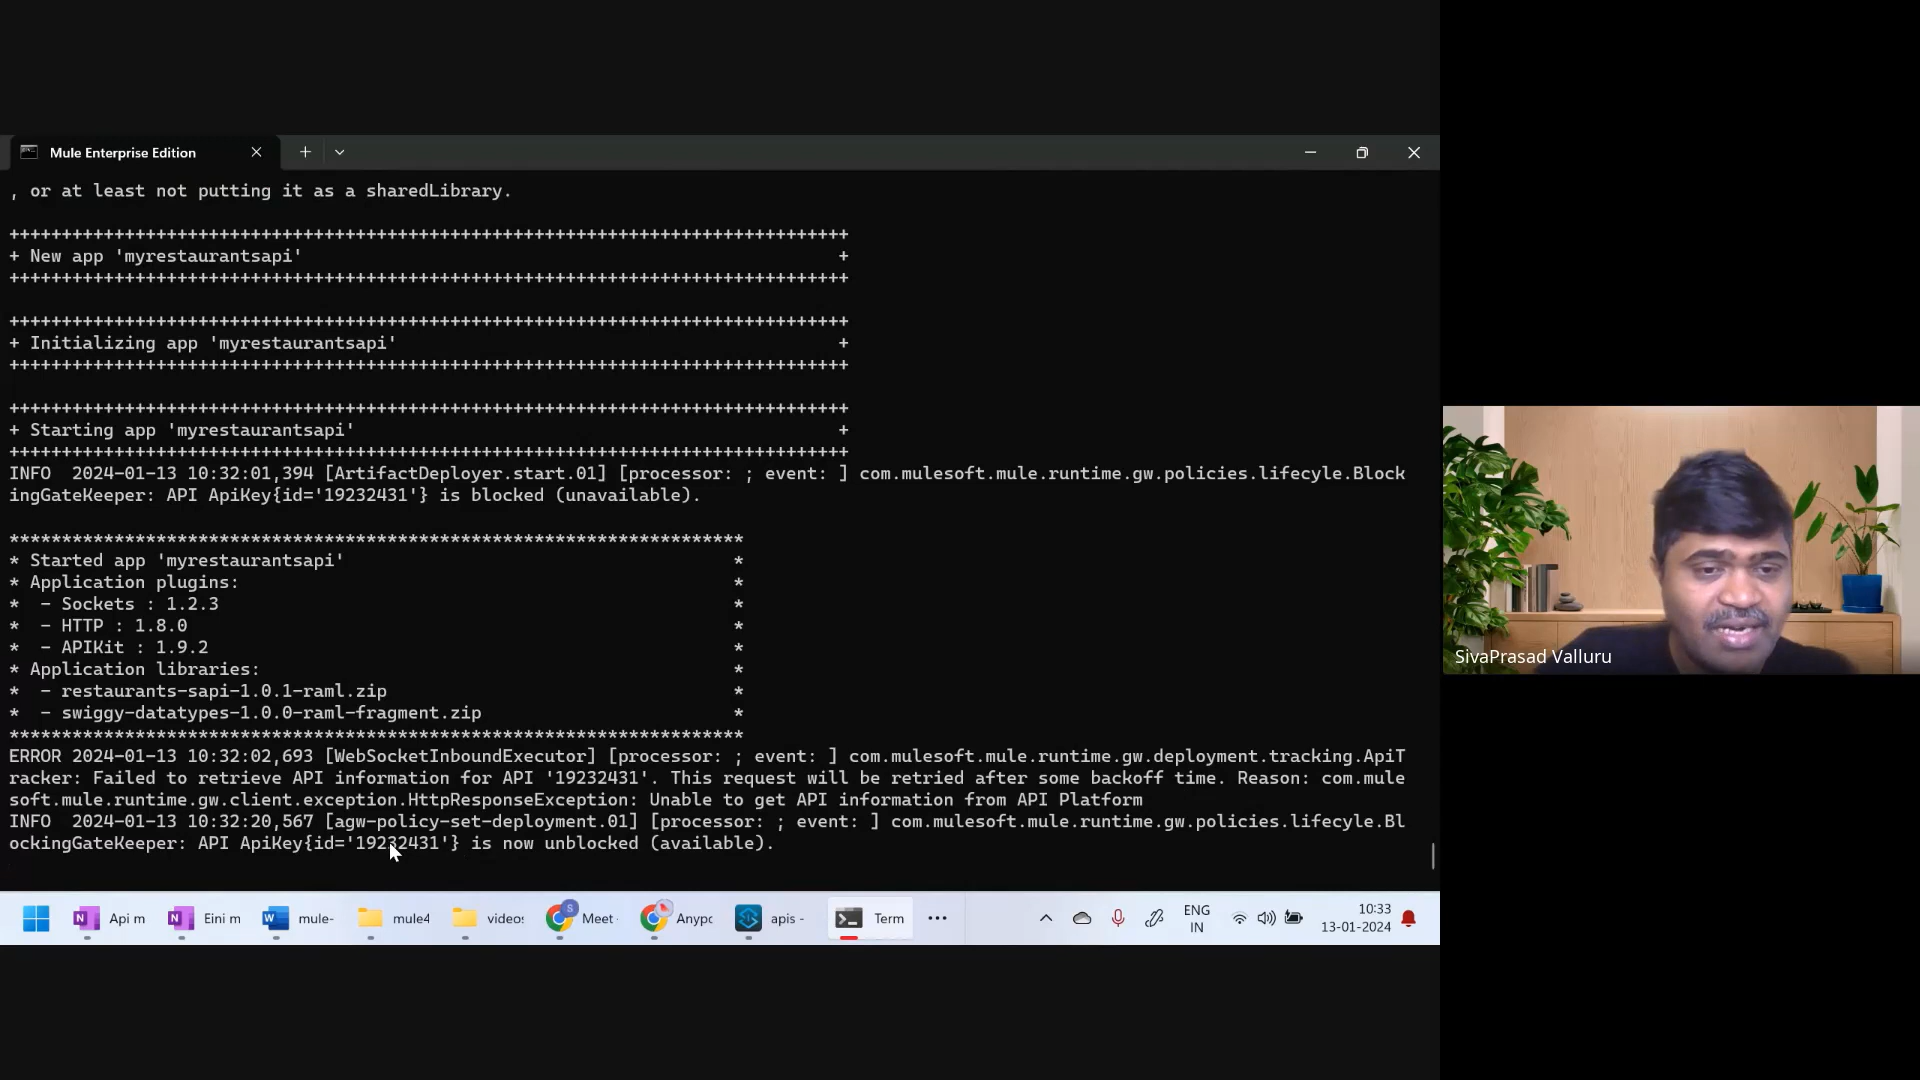 Mule Enterprise Edition
, or at least not putting it as a sharedLibrary.
++++++++++++++++++++++++++++++++++++++++++++++++++++++++++++++++++++++++++++++++
+ New app 'myrestaurantsapi' +
++++++++++++++++++++++++++++++++++++++++++++++++++++++++++++++++++++++++++++++++
++++++++++++++++++++++++++++++++++++++++++++++++++++++++++++++++++++++++++++++++
+ Initializing app 'myrestaurantsapi' +
++++++++++++++++++++++++++++++++++++++++++++++++++++++++++++++++++++++++++++++++
++++++++++++++++++++++++++++++++++++++++++++++++++++++++++++++++++++++++++++++++
+ Starting app 'myrestaurantsapi' +
++++++++++++++++++++++++++++++++++++++++++++++++++++++++++++++++++++++++++++++++
INFO  2024-01-13 10:32:01,394 [ArtifactDeployer.start.01] [processor: ; event: ] com.mulesoft.mule.runtime.gw.policies.lifecyle.Block
ingGateKeeper: API ApiKey{id='19232431'} is blocked (unavailable).
**********************************************************************
* Started app 'myrestaurantsapi' *
* Application plugins: *
*  - Sockets : 1.2.3 *
*  - HTTP : 1.8.0 *
*  - APIKit : 1.9.2 *
* Application libraries: *
*  - restaurants-sapi-1.0.1-raml.zip *
*  - swiggy-datatypes-1.0.0-raml-fragment.zip *
**********************************************************************
ERROR 2024-01-13 10:32:02,693 [WebSocketInboundExecutor] [processor: ; event: ] com.mulesoft.mule.runtime.gw.deployment.tracking.ApiT
racker: Failed to retrieve API information for API '19232431'. This request will be retried after some backoff time. Reason: com.mule
soft.mule.runtime.gw.client.exception.HttpResponseException: Unable to get API information from API Platform
INFO  2024-01-13 10:32:20,567 [agw-policy-set-deployment.01] [processor: ; event: ] com.mulesoft.mule.runtime.gw.policies.lifecyle.Bl
ockingGateKeeper: API ApiKey{id='19232431'} is now unblocked (available).
SivaPrasad Valluru
Api m
Eini m
mule-
mule4
videos
Meet
Anypo
apis -
Term
ENG
IN
10:33
13-01-2024